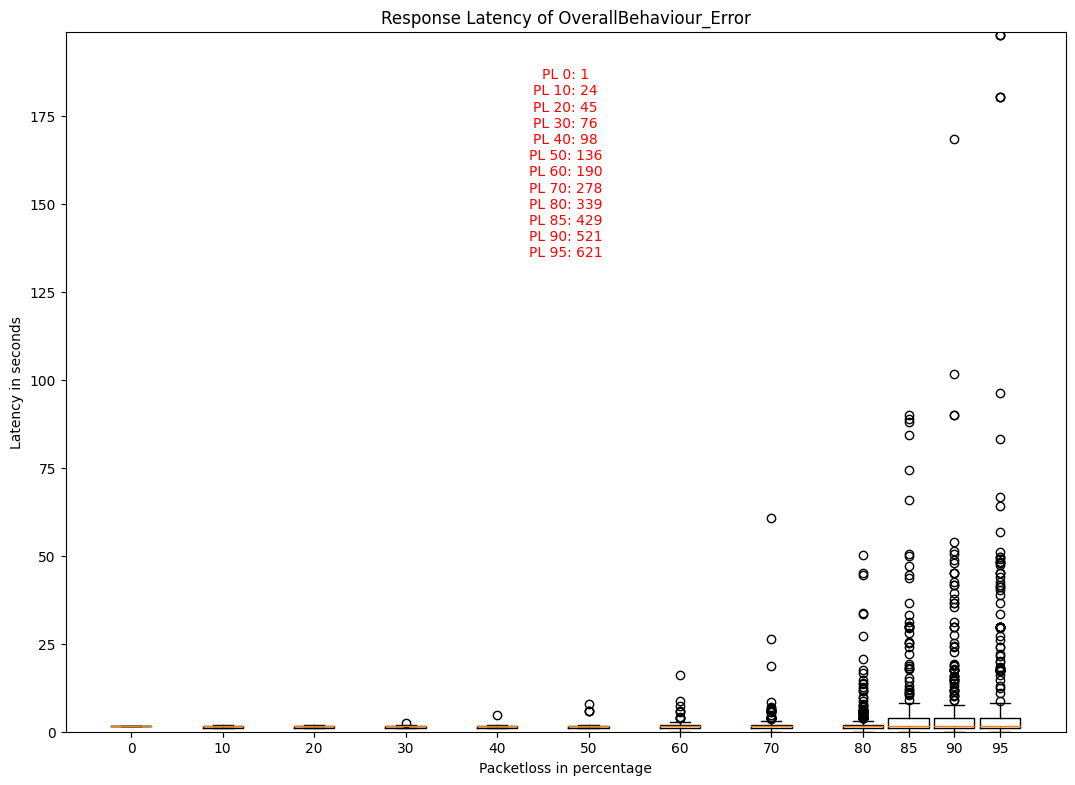 Response Latency of OverallBehaviour_Error
PL 0: 1
PL 10: 24
PL 20: 45
PL 30: 76
PL 40: 98
PL 50: 136
PL 60: 190
PL 70: 278
PL 80: 339
PL 85: 429
PL 90: 521
PL 95: 621
175
150
125
100
75
50
25
0
Latency in seconds
0 10 20 30 40 50 60 70 80 85 90 95
Packetloss in percentage